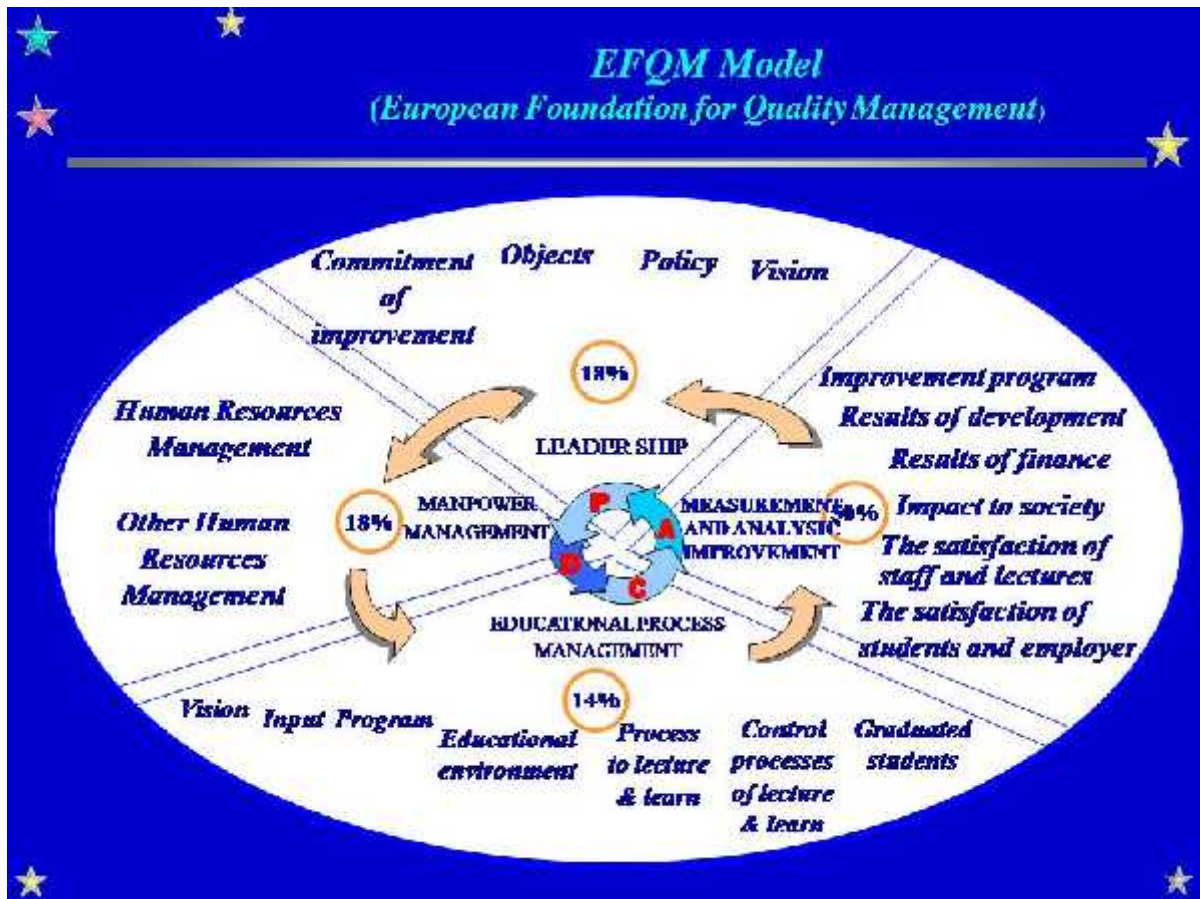 EFQM Model
(European Foundation for Quality Management)
Commitment
of
improvement
Objects
Policy
Vision
18%
LEADER SHIP
Human Resources
Management
Other Human
Resources
Management
18%
MANPOWER
MANAGEMENT
P
A
D
C
MEASUREMENT
AND ANALYSIC
IMPROVEMENT
Improvement program
Results of development
Results of finance
Impact to society
The satisfaction of
staff and lectures
The satisfaction of
students and employer
EDUCATIONAL PROCESS
MANAGEMENT
14%
Vision
Input
Program
Educational
environment
Process
to lecture
& learn
Control
processes
of lecture
& learn
Graduated
students